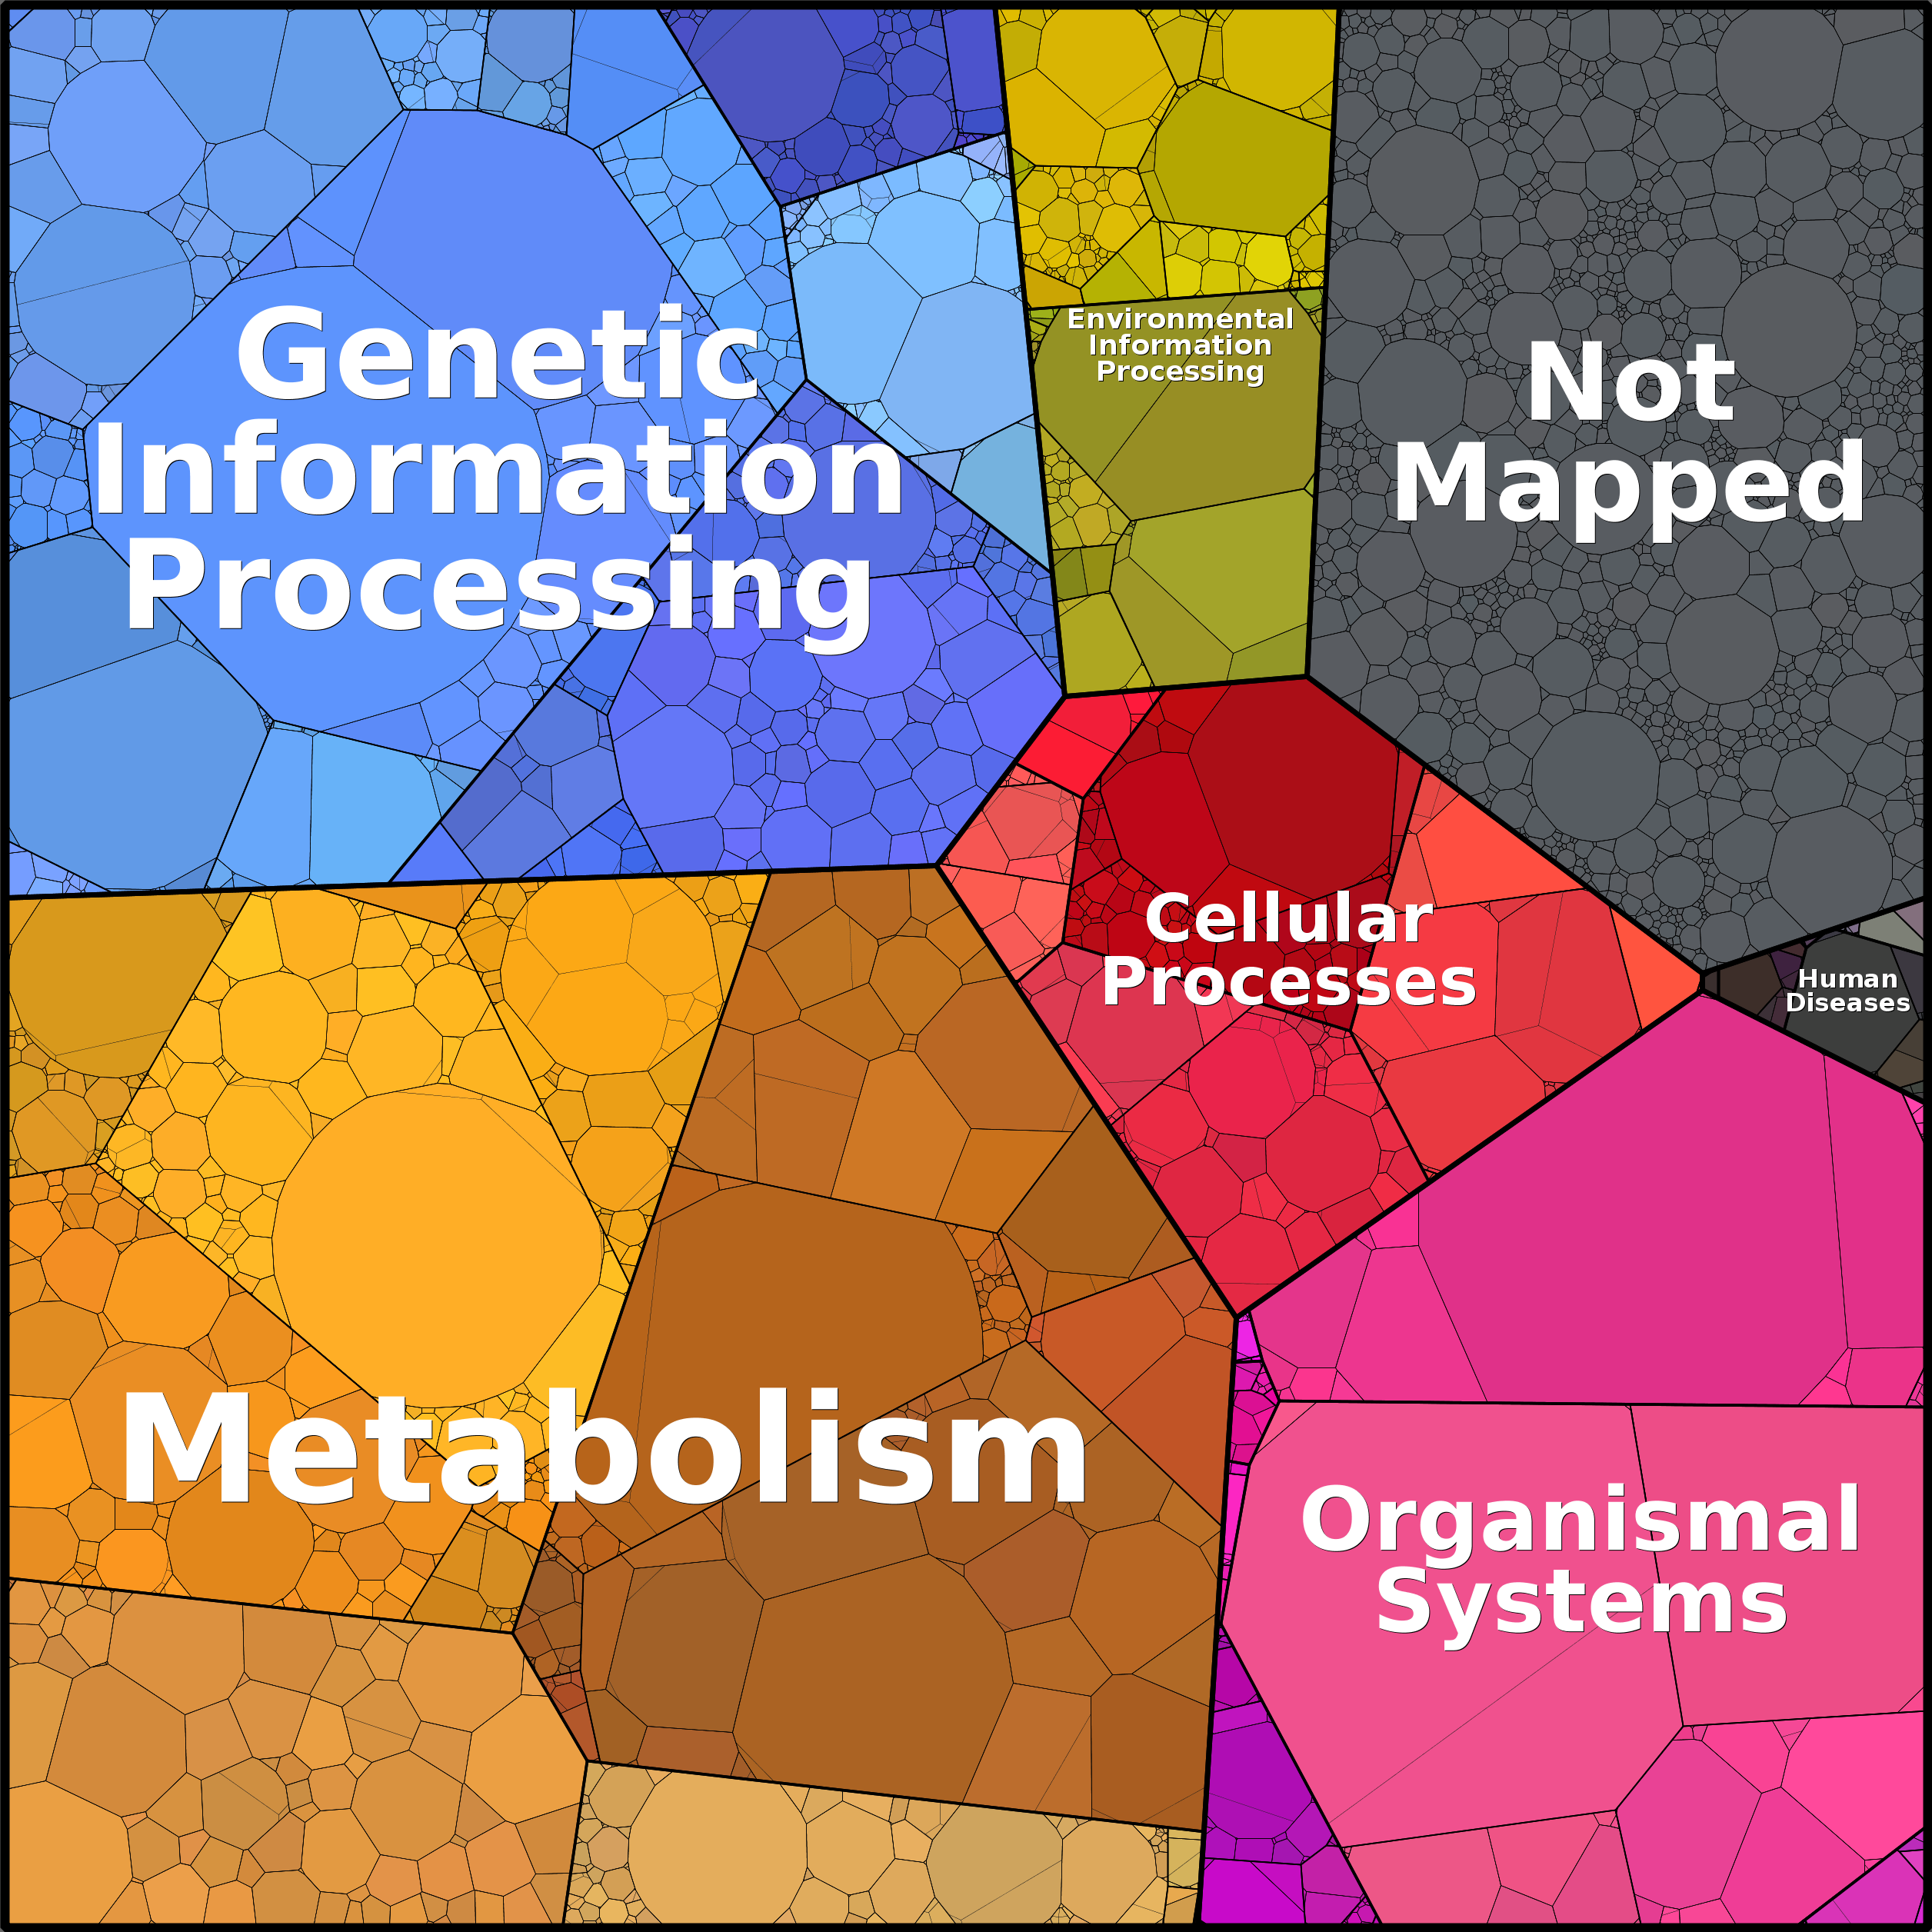 Genetic
Information
Processing
Environmental
Information
Processing
Not
Mapped
Cellular
Processes
Human
Diseases
Metabolism
Organismal
Systems